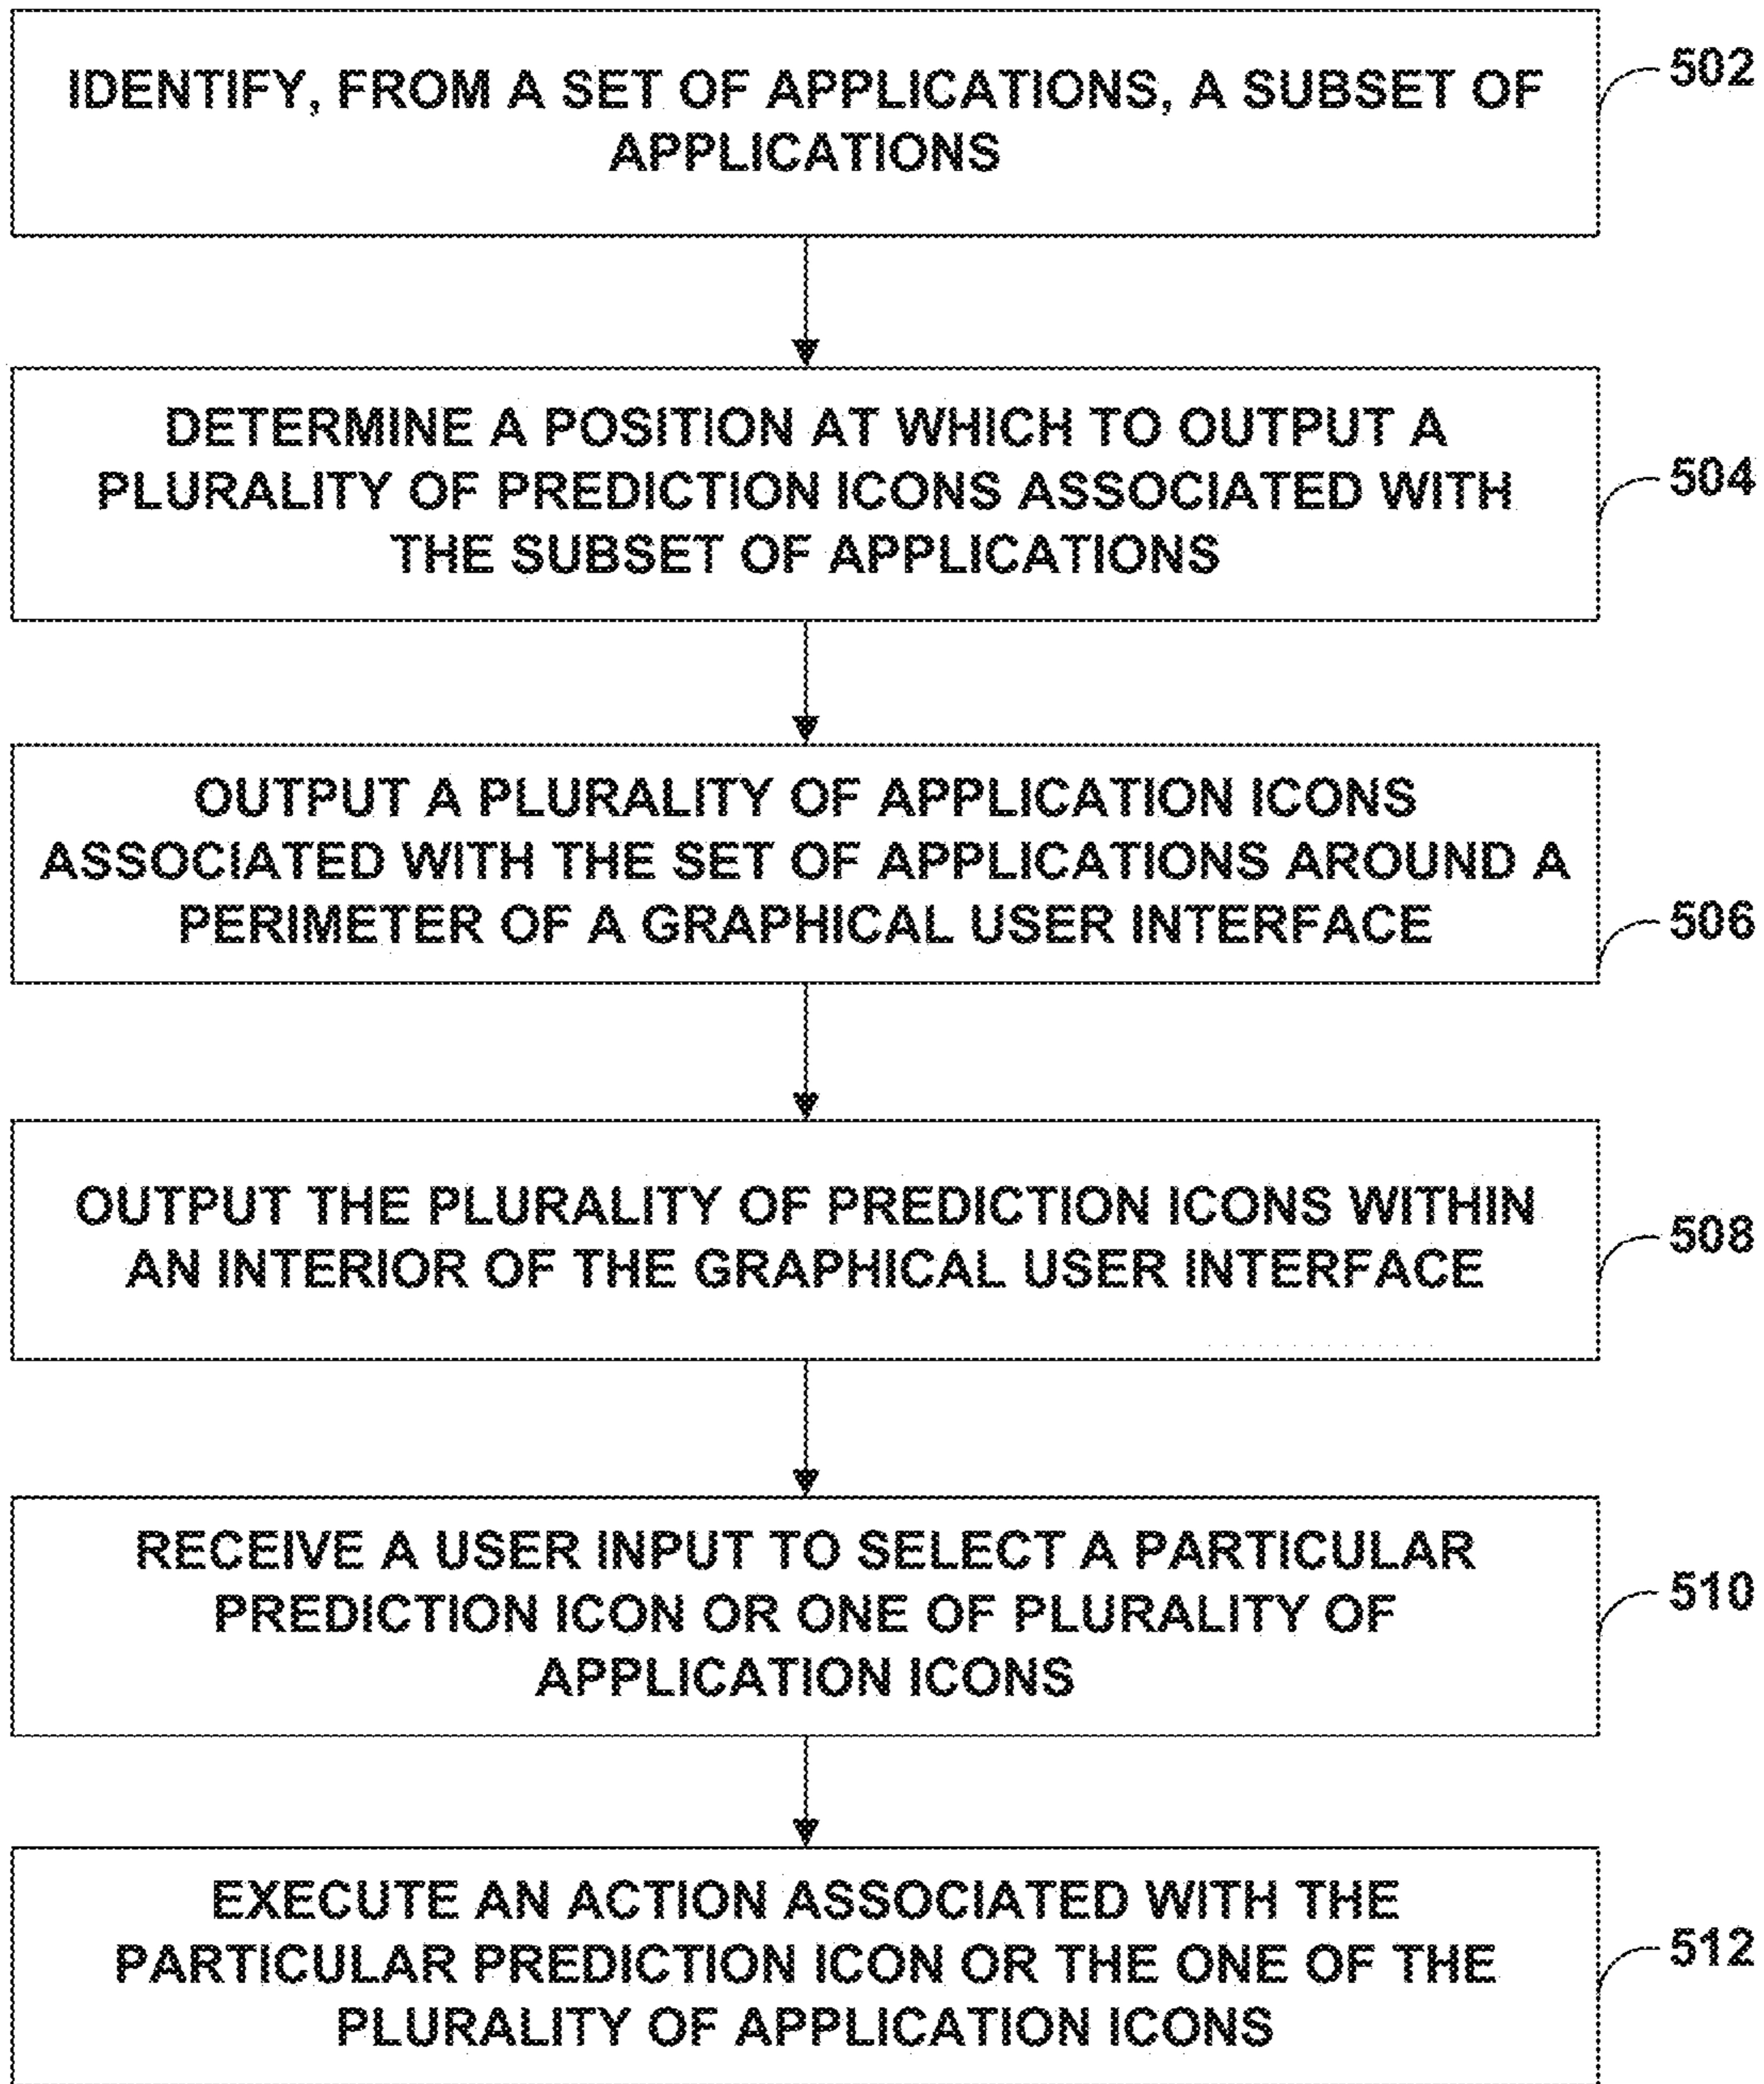 IDENTIFY, FROM A SET OF APPLICATIONS, A SUBSET OF
APPLICATIONS
502
DETERMINE A POSITION AT WHICH TO OUTPUT A
PLURALITY OF PREDICTION ICONS ASSOCIATED WITH
THE SUBSET OF APPLICATIONS
504
OUTPUT A PLURALITY OF APPLICATION ICONS
ASSOCIATED WITH THE SET OF APPLICATIONS AROUND A
PERIMETER OF A GRAPHICAL USER INTERFACE
506
OUTPUT THE PLURALITY OF PREDICTION ICONS WITHIN
AN INTERIOR OF THE GRAPHICAL USER INTERFACE
508
RECEIVE A USER INPUT TO SELECT A PARTICULAR
PREDICTION ICON OR ONE OF PLURALITY OF
APPLICATION ICONS
510
EXECUTE AN ACTION ASSOCIATED WITH THE
PARTICULAR PREDICTION ICON OR THE ONE OF THE
PLURALITY OF APPLICATION ICONS
512